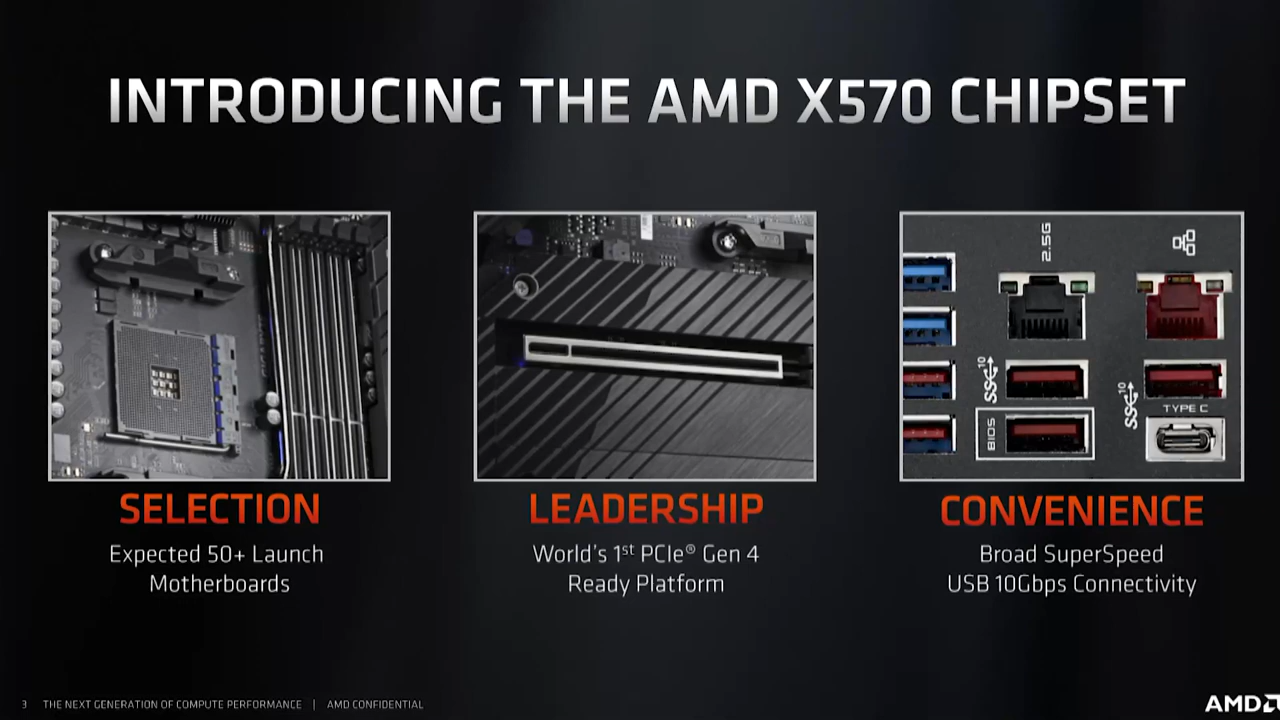 INTRODUCING THE AMD X570 CHIPSET
2.5G
10
BIOS
10
TYPE C
SELECTION
Expected 50+ Launch
Motherboards
LEADERSHIP
World's 1st PCIe® Gen 4
Ready Platform
CONVENIENCE
Broad SuperSpeed
USB 10Gbps Connectivity
3 THE NEXT GENERATION OF COMPUTE PERFORMANCE | AMD CONFIDENTIAL
AMD